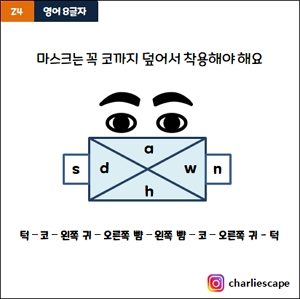 Z4 영어 8글자
마스크는 꼭 코까지 덮어서 착용해야 해요
a
s d w n
h
턱 – 코 – 왼쪽 귀 – 오른쪽 뺨 – 왼쪽 뺨 – 코 – 오른쪽 귀 – 턱
charliescape